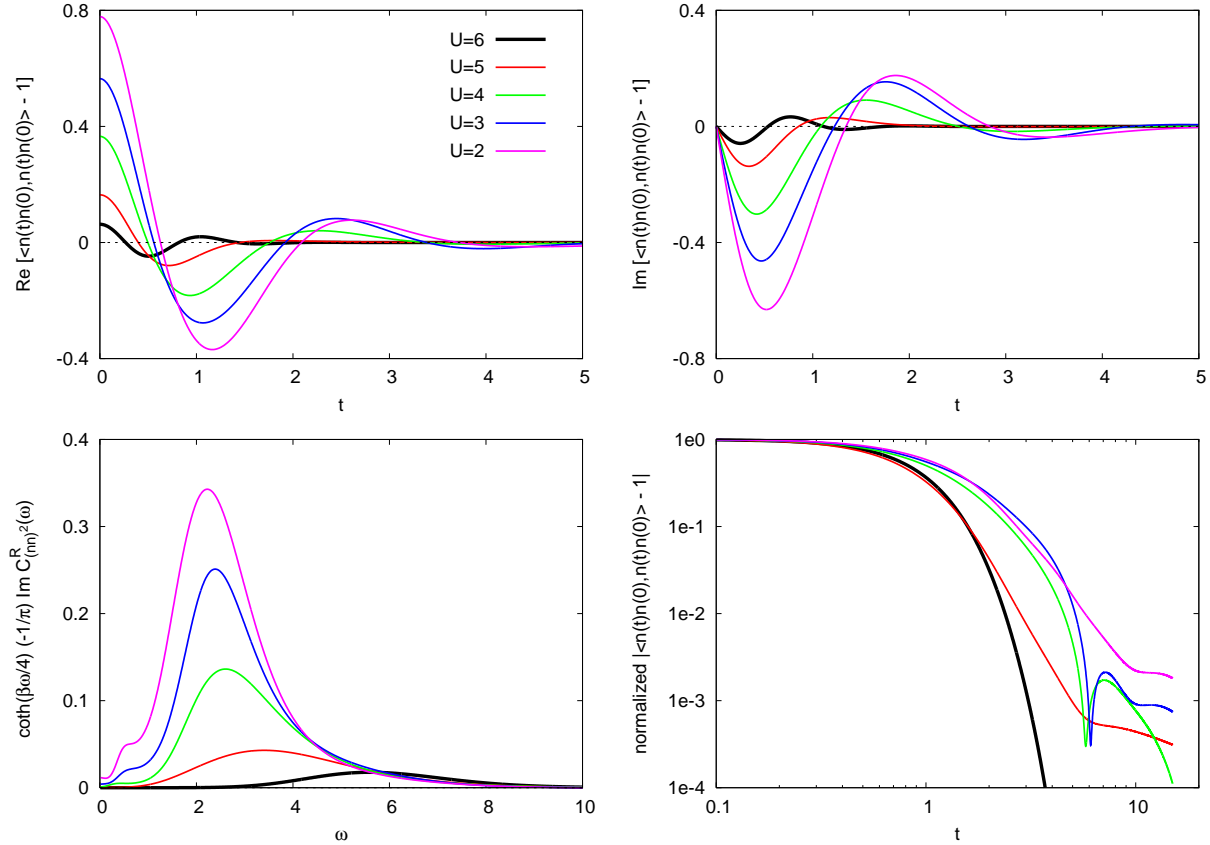 Re [<n(t)n(0),n(t)n(0)> - 1]
0.8
0.4
0
-0.4
0 1 2 3 4 5
t
U=6
U=5
U=4
U=3
U=2
Im [<n(t)n(0),n(t)n(0)> - 1]
0.4
0
-0.4
-0.8
0 1 2 3 4 5
t
coth(βω/4) (-1/π) Im C^R_(nn)²(ω)
0.4
0.3
0.2
0.1
0
0 2 4 6 8 10
ω
normalized |<n(t)n(0),n(t)n(0)> - 1|
1e0
1e-1
1e-2
1e-3
1e-4
0.1 1 10
t